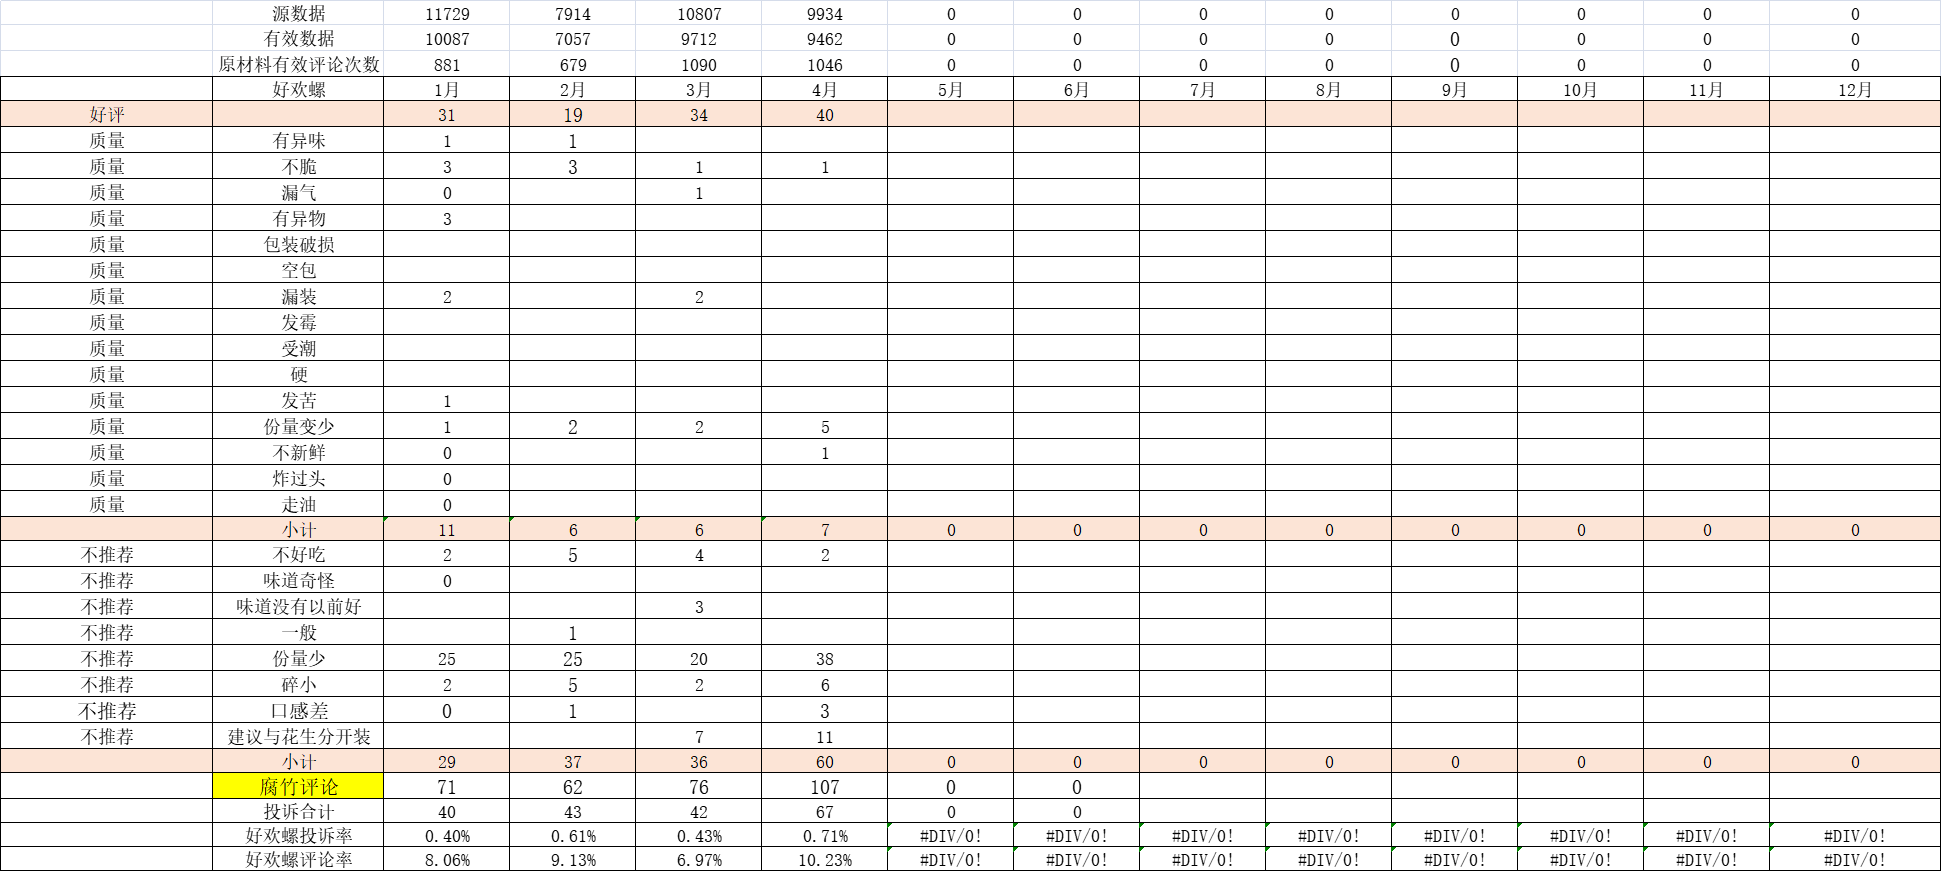 源数据 11729 7914 10807 9934 0 0 0 0 0 0 0 0
有效数据 10087 7057 9712 9462 0 0 0 0 0 0 0 0
原材料有效评论次数 881 679 1090 1046 0 0 0 0 0 0 0 0
好欢螺 1月 2月 3月 4月 5月 6月 7月 8月 9月 10月 11月 12月
好评 31 19 34 40
质量 有异味 1 1
质量 不脆 3 3 1 1
质量 漏气 0 1
质量 有异物 3
质量 包装破损
质量 空包
质量 漏装 2 2
质量 发霉
质量 受潮
质量 硬
质量 发苦 1
质量 份量变少 1 2 2 5
质量 不新鲜 0 1
质量 炸过头 0
质量 走油 0
小计 11 6 6 7 0 0 0 0 0 0 0 0
不推荐 不好吃 2 5 4 2
不推荐 味道奇怪 0
不推荐 味道没有以前好 3
不推荐 一般 1
不推荐 份量少 25 25 20 38
不推荐 碎小 2 5 2 6
不推荐 口感差 0 1 3
不推荐 建议与花生分开装 7 11
小计 29 37 36 60 0 0 0 0 0 0 0 0
腐竹评论 71 62 76 107 0 0
投诉合计 40 43 42 67 0 0
好欢螺投诉率 0.40% 0.61% 0.43% 0.71% #DIV/0! #DIV/0! #DIV/0! #DIV/0! #DIV/0! #DIV/0! #DIV/0! #DIV/0!
好欢螺评论率 8.06% 9.13% 6.97% 10.23% #DIV/0! #DIV/0! #DIV/0! #DIV/0! #DIV/0! #DIV/0! #DIV/0! #DIV/0!